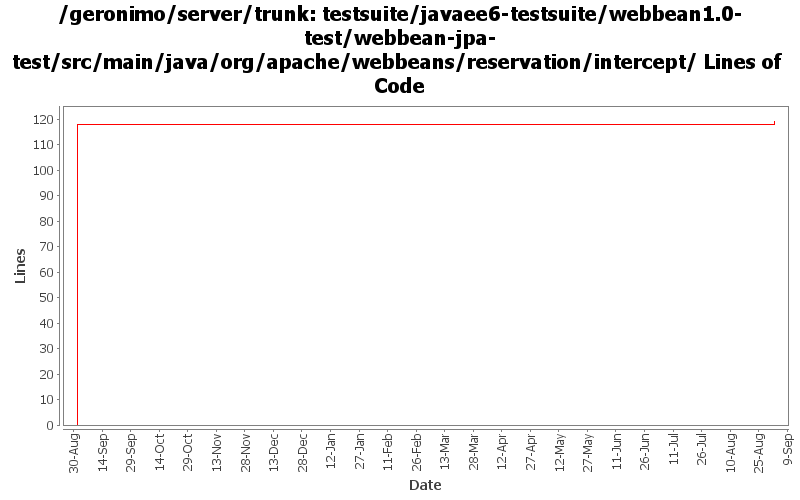 /geronimo/server/trunk: testsuite/javaee6-testsuite/webbean1.0-
test/webbean-jpa-
test/src/main/java/org/apache/webbeans/reservation/intercept/ Lines of
Code
120
110
100
90
80
70
60
50
40
30
20
10
0
Lines
30-Aug
14-Sep
29-Sep
14-Oct
29-Oct
13-Nov
28-Nov
13-Dec
28-Dec
12-Jan
27-Jan
11-Feb
26-Feb
13-Mar
28-Mar
12-Apr
27-Apr
12-May
27-May
11-Jun
26-Jun
11-Jul
26-Jul
10-Aug
25-Aug
9-Sep
Date